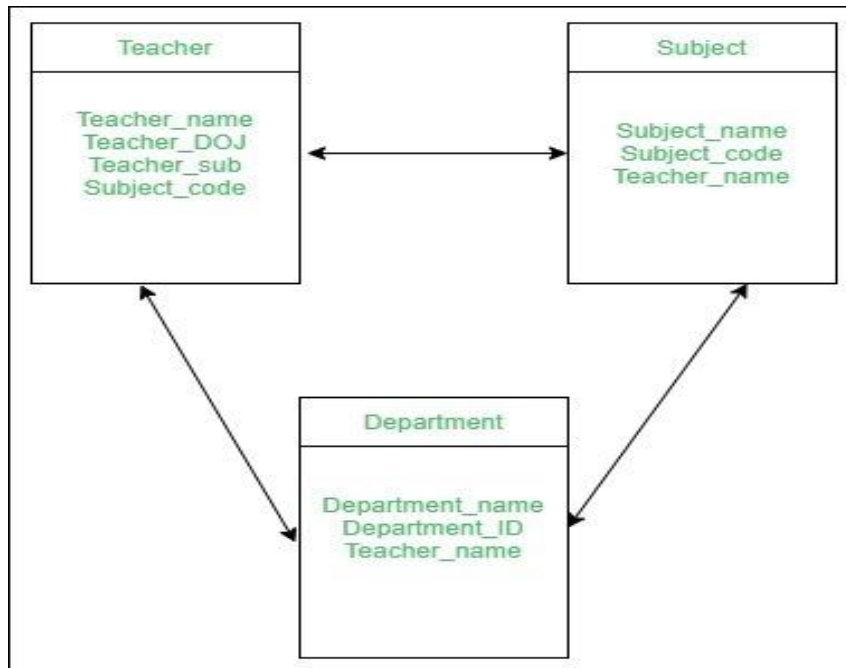 Teacher
Teacher_name
Teacher_DOJ
Teacher_sub
Subject_code
Subject
Subject_name
Subject_code
Teacher_name
Department
Department_name
Department_ID
Teacher_name